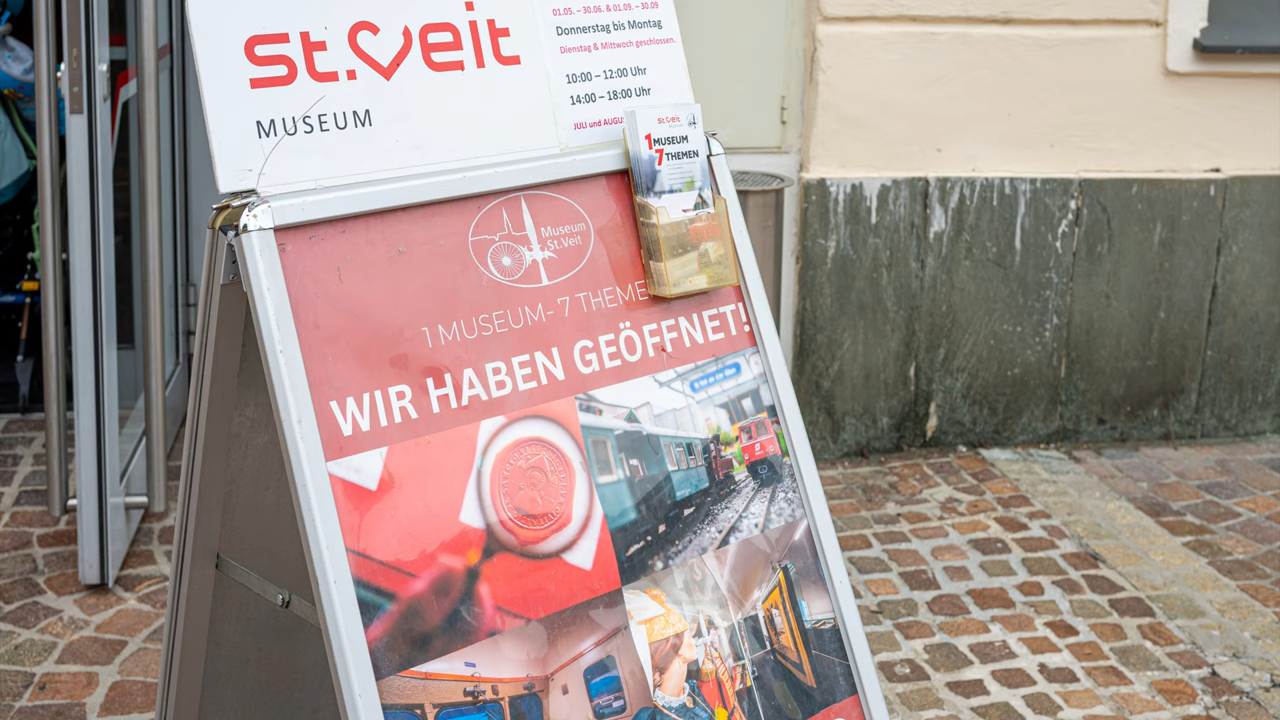 st.veit
MUSEUM
01.05. – 30.06. & 01.09. – 30.09
Donnerstag bis Montag
Dienstag & Mittwoch geschlossen.
10:00 – 12:00 Uhr
14:00 – 18:00 Uhr
JULI und AUGUS
st.veit
1 MUSEUM
7 THEMEN
Museum
St.Veit
1 MUSEUM- 7 THEME
WIR HABEN GEÖFFNET!